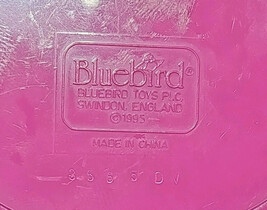 Bluebird®
BLUEBIRD TOYS P.L.C.
SWINDON, ENGLAND
©1995
MADE IN CHINA